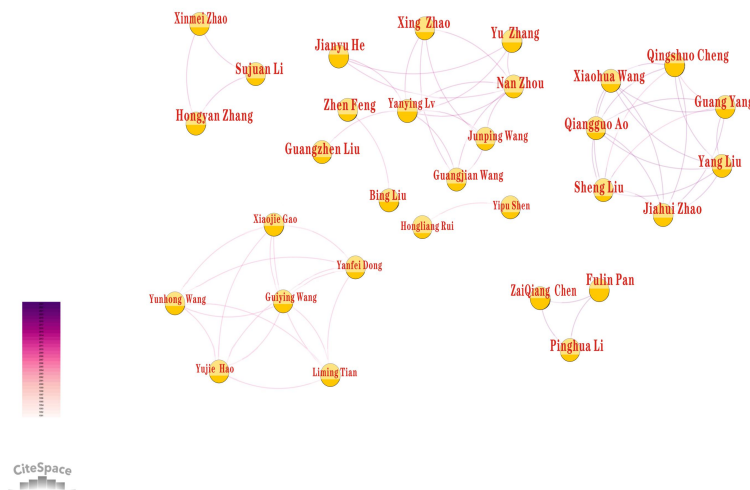 Xinmei Zhao
Xing Zhao
Yu Zhang
Jianyu He
Qingshuo Cheng
Sujuan Li
Xiaohua Wang
Nan Zhou
Guang Yang
Zhen Feng
Yanying Lv
Hongyan Zhang
Qiangguo Ao
Junping Wang
Guangzhen Liu
Yang Liu
Guangjian Wang
Sheng Liu
Bing Liu
Yipu Shen
Jiahui Zhao
Xiaojie Gao
Hongliang Rui
Yanfei Dong
Fulin Pan
ZaiQiang Chen
Yunhong Wang
Guiying Wang
Pinghua Li
Yujie Hao
Liming Tian
CiteSpace